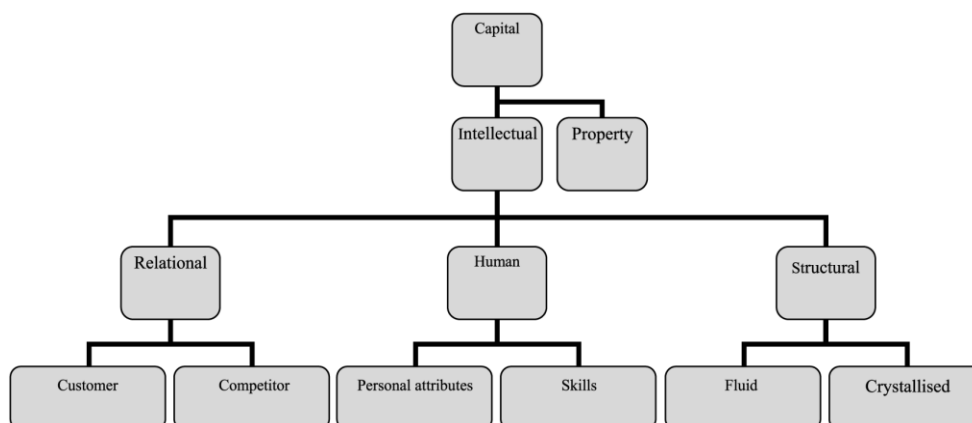 Capital
Intellectual
Property
Relational
Human
Structural
Customer
Competitor
Personal attributes
Skills
Fluid
Crystallised